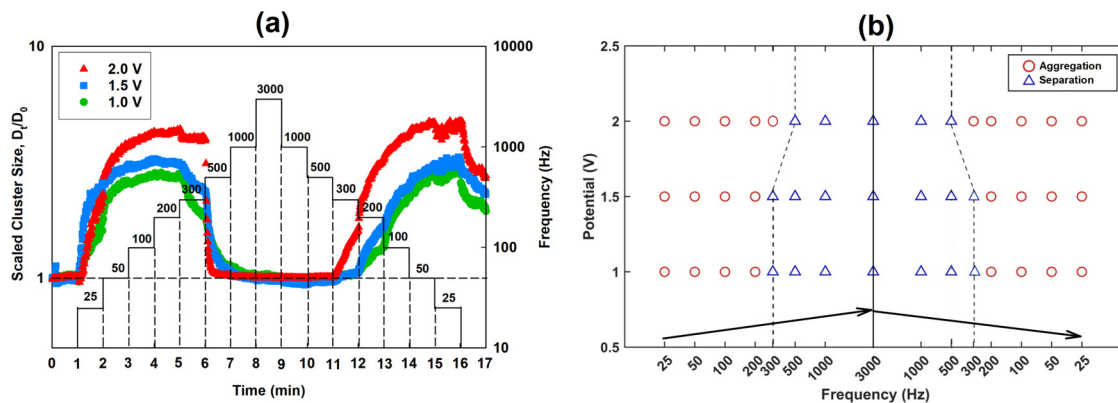 (a)
10
10000
2.0 V
1.5 V
1.0 V
Scaled Cluster Size, Dt/D0
Frequency (Hz)
3000
1000
1000
1000
500
500
300
300
200
200
100
100
100
50
50
25
25
1
10
0 1 2 3 4 5 6 7 8 9 10 11 12 13 14 15 16 17
Time (min)
(b)
2.5
Aggregation
Separation
2
1.5
1
0.5
Potential (V)
25 50 100 200 300 500 1000 3000 1000 500 300 200 100 50 25
Frequency (Hz)